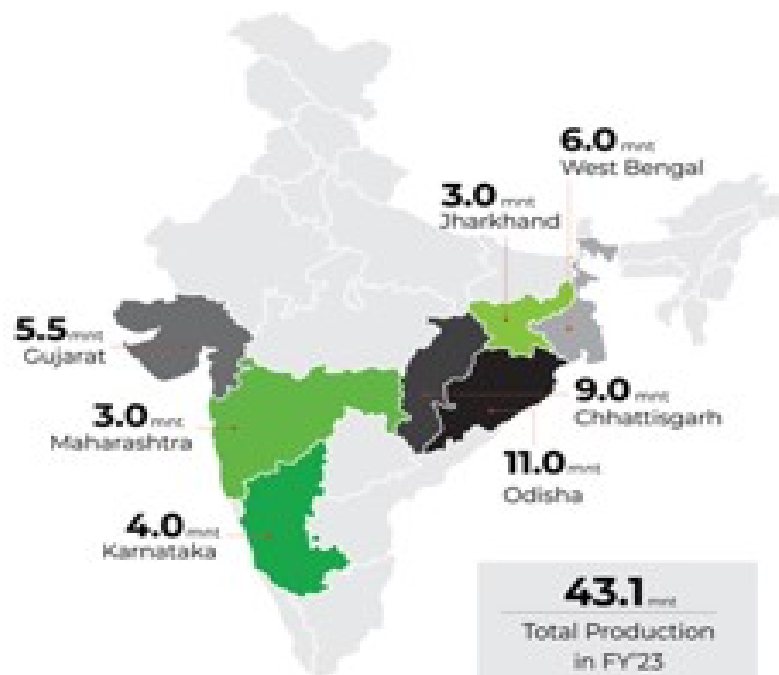 6.0 mnt
West Bengal
3.0 mnt
Jharkhand
5.5 mnt
Gujarat
3.0 mnt
Maharashtra
9.0 mnt
Chhattisgarh
11.0 mnt
Odisha
4.0 mnt
Karnataka
43.1 mnt
Total Production
in FY'23